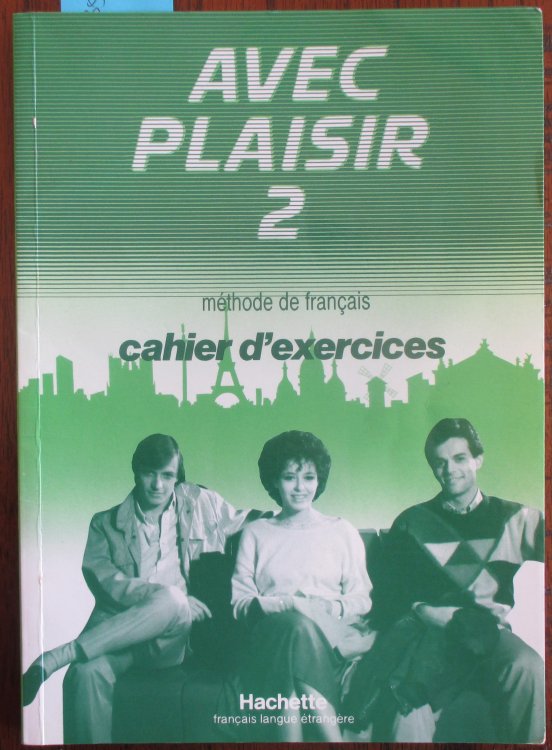 AVEC
PLAISIR
2
méthode de français
cahier d'exercices
Hachette
français langue étrangère